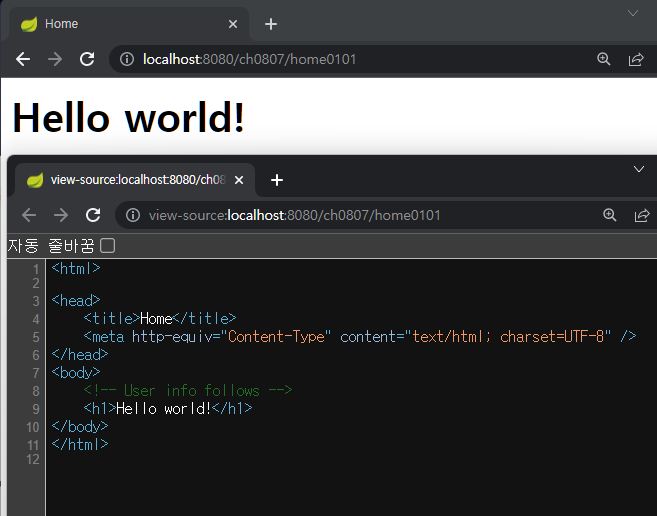 Home
localhost:8080/ch0807/home0101
Hello world!
view-source:localhost:8080/ch08
view-source:localhost:8080/ch0807/home0101
자동 줄바꿈
1 <html>
2
3 <head>
4 <title>Home</title>
5 <meta http-equiv="Content-Type" content="text/html; charset=UTF-8" />
6 </head>
7 <body>
8 <!-- User info follows -->
9 <h1>Hello world!</h1>
10 </body>
11 </html>
12